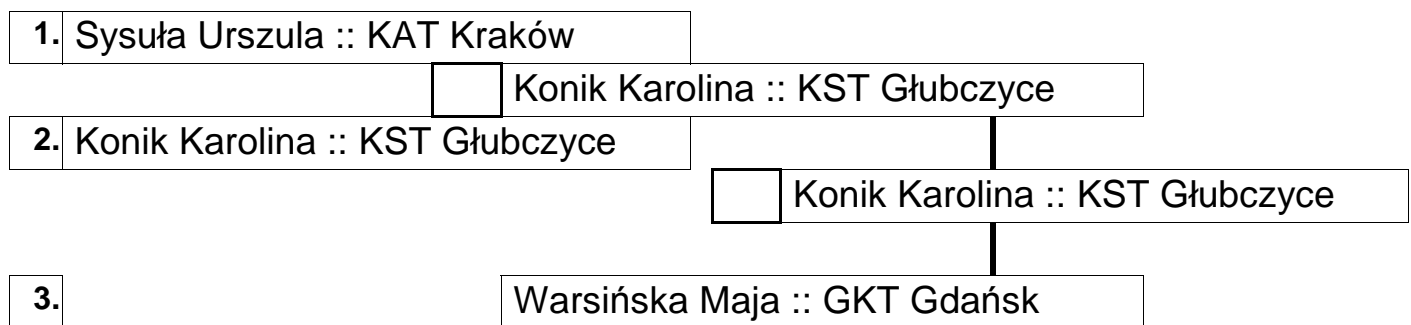 1. Sysuła Urszula :: KAT Kraków
Konik Karolina :: KST Głubczyce
2. Konik Karolina :: KST Głubczyce
Konik Karolina :: KST Głubczyce
3. Warsińska Maja :: GKT Gdańsk